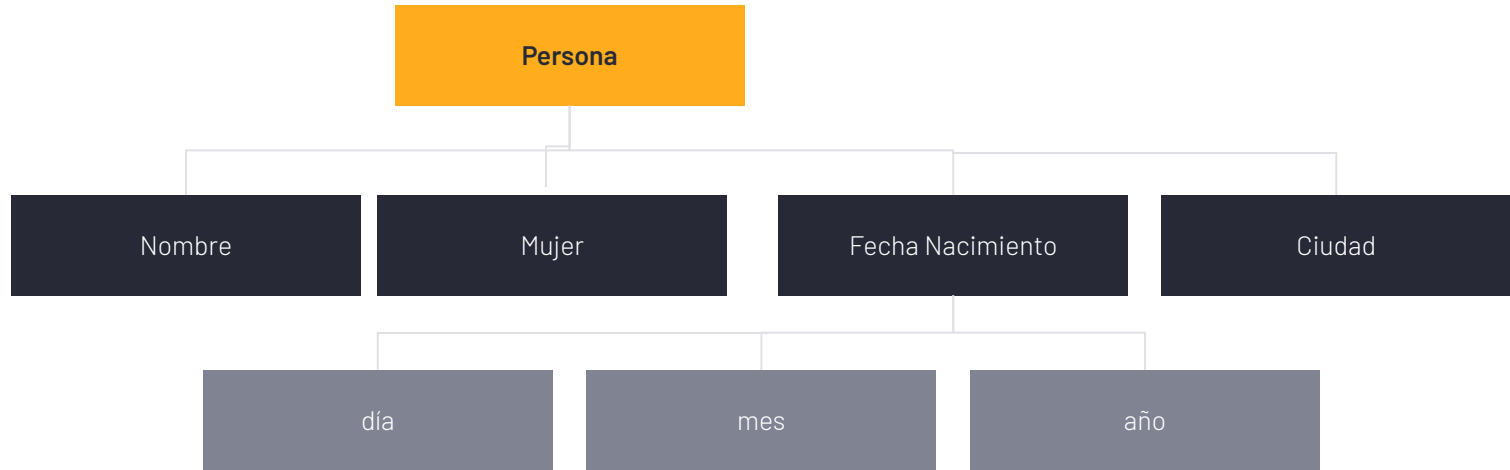 Persona
Nombre
Mujer
Fecha Nacimiento
Ciudad
día
mes
año